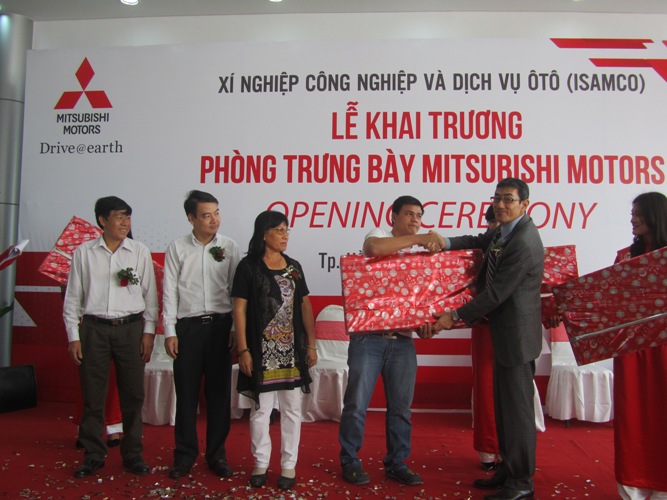 MITSUBISHI
MOTORS
Drive@earth
XÍ NGHIỆP CÔNG NGHIỆP VÀ DỊCH VỤ ÔTÔ (ISAMCO)
LỄ KHAI TRƯƠNG
PHÒNG TRƯNG BÀY MITSUBISHI MOTORS
OPENING CEREMONY
Tp.